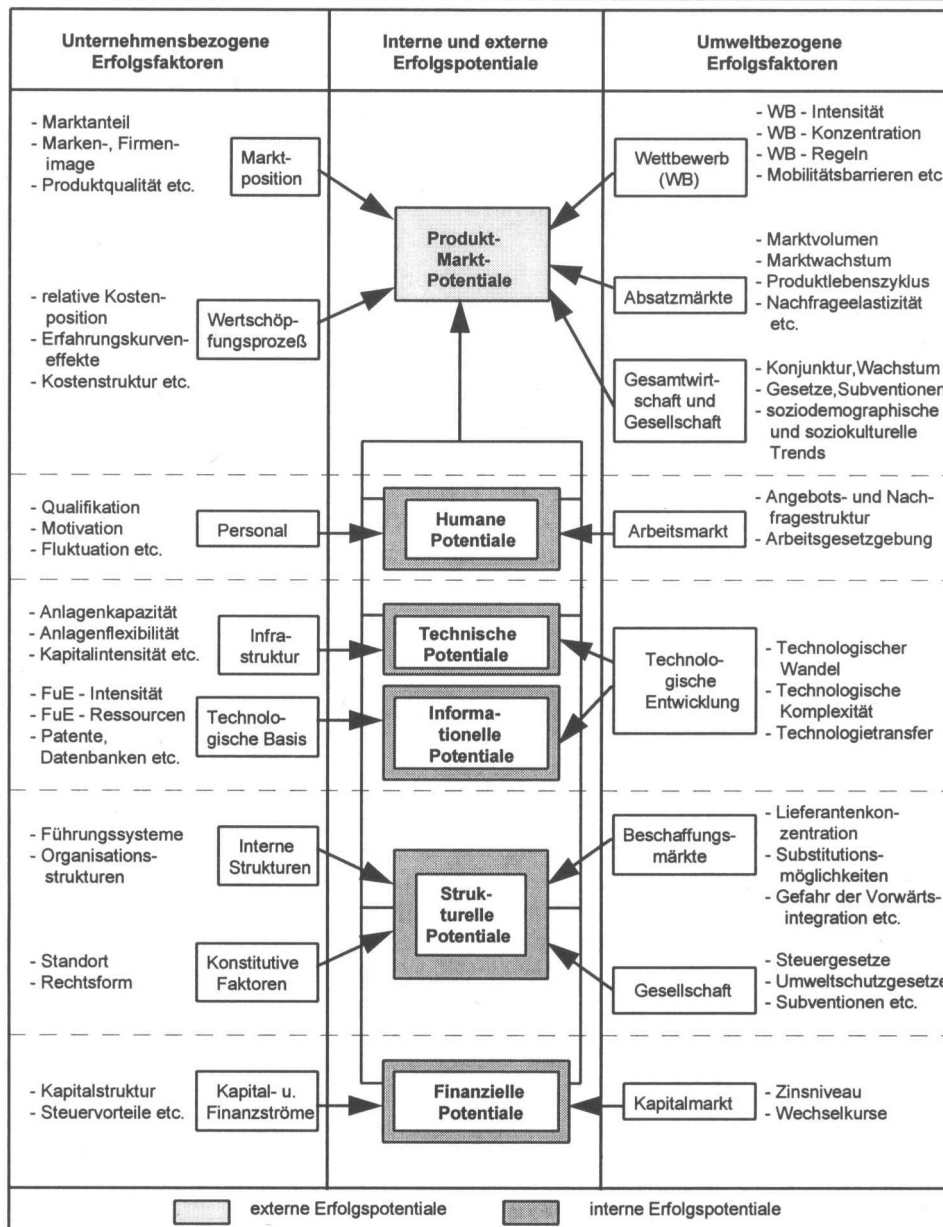 Unternehmensbezogene
Erfolgsfaktoren
Interne und externe
Erfolgspotentiale
Umweltbezogene
Erfolgsfaktoren
- Marktanteil
- Marken-, Firmen-
image
- Produktqualität etc.
Markt-
position
- relative Kosten-
position
- Erfahrungskurven-
effekte
- Kostenstruktur etc.
Wertschöp-
fungsprozeß
Produkt-
Markt-
Potentiale
Wettbewerb
(WB)
- WB - Intensität
- WB - Konzentration
- WB - Regeln
- Mobilitätsbarrieren etc
Absatzmärkte
- Marktvolumen
- Marktwachstum
- Produktlebenszyklus
- Nachfrageelastizität
etc.
Gesamtwirt-
schaft und
Gesellschaft
- Konjunktur,Wachstum
- Gesetze,Subventionen
- soziodemographische
und soziokulturelle
Trends
- Qualifikation
- Motivation
- Fluktuation etc.
Personal
Humane
Potentiale
Arbeitsmarkt
- Angebots- und Nach-
fragestruktur
- Arbeitsgesetzgebung
- Anlagenkapazität
- Anlagenflexibilität
- Kapitalintensität etc.
Infra-
struktur
Technische
Potentiale
- FuE - Intensität
- FuE - Ressourcen
- Patente,
Datenbanken etc.
Technolo-
gische Basis
Informa-
tionelle
Potentiale
Technolo-
gische
Entwicklung
- Technologischer
Wandel
- Technologische
Komplexität
- Technologietransfer
- Führungssysteme
- Organisations-
strukturen
Interne
Strukturen
- Standort
- Rechtsform
Konstitutive
Faktoren
Struk-
turelle
Potentiale
Beschaffungs-
märkte
- Lieferantenkon-
zentration
- Substitutions-
möglichkeiten
- Gefahr der Vorwärts-
integration etc.
Gesellschaft
- Steuergesetze
- Umweltschutzgesetze
- Subventionen etc.
- Kapitalstruktur
- Steuervorteile etc.
Kapital- u.
Finanzströme
Finanzielle
Potentiale
Kapitalmarkt
- Zinsniveau
- Wechselkurse
externe Erfolgspotentiale
interne Erfolgspotentiale